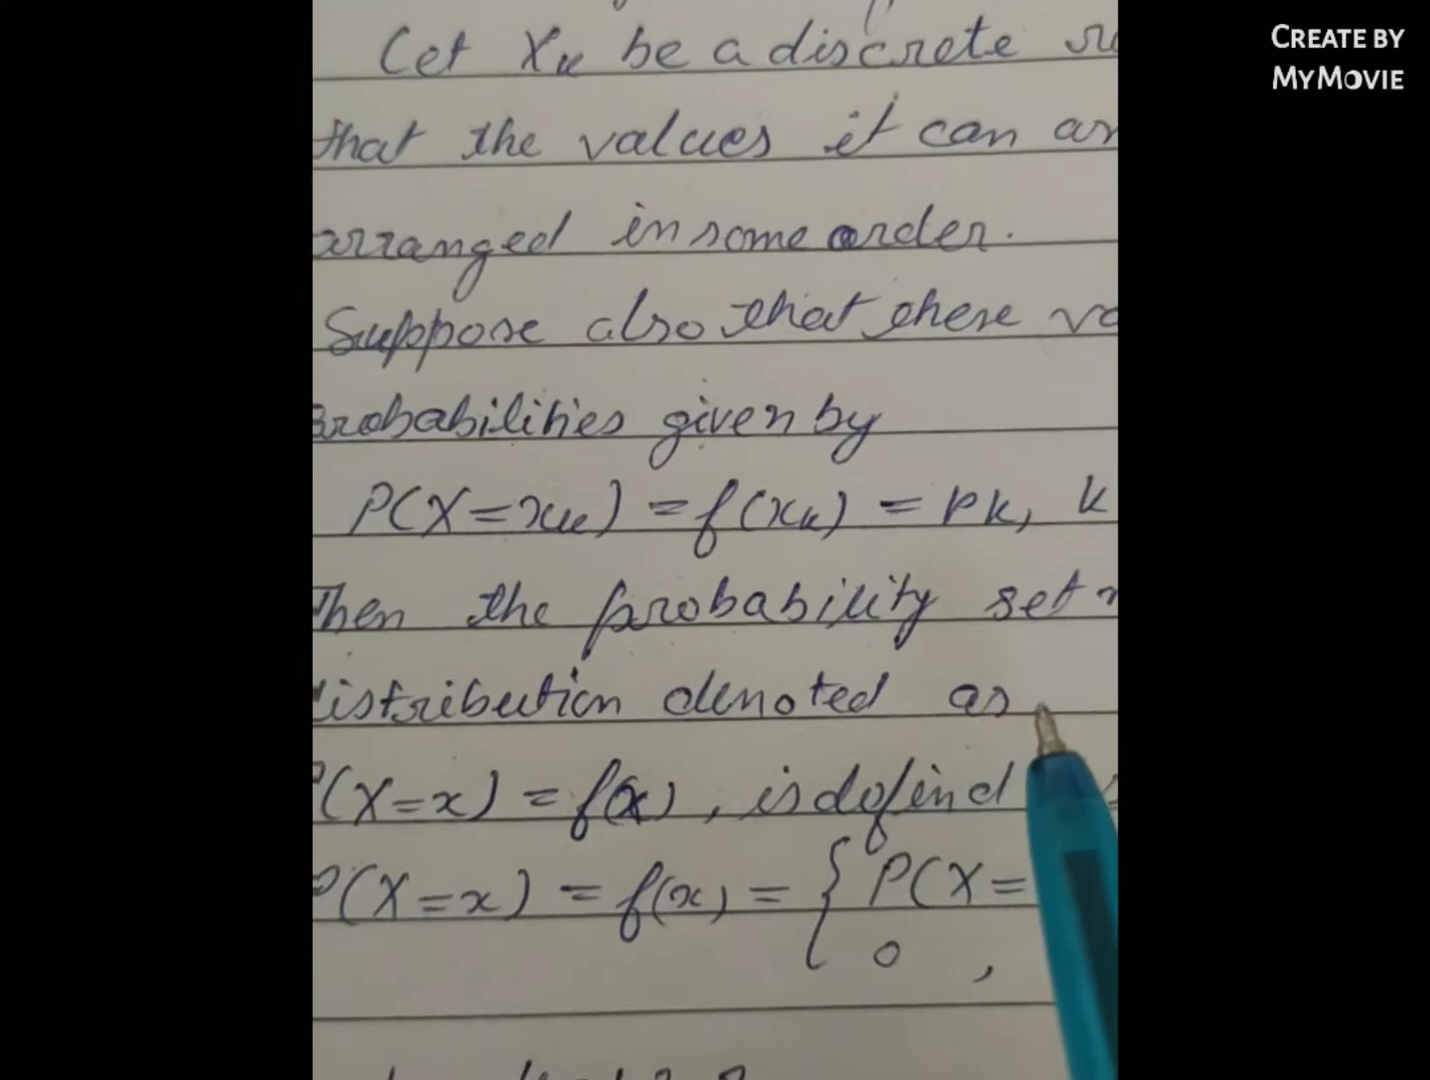 Let Xk be a discrete
that the values it can
arranged in some order.
Suppose also that these
probabilities given by
P(X=xk) = f(xk) = pk, k
Then the probability set
distribution denoted as
P(X=x) = f(x), is defind
P(X=x) = f(x) = { P(X=
0 ,
CREATE BY
MYMOVIE